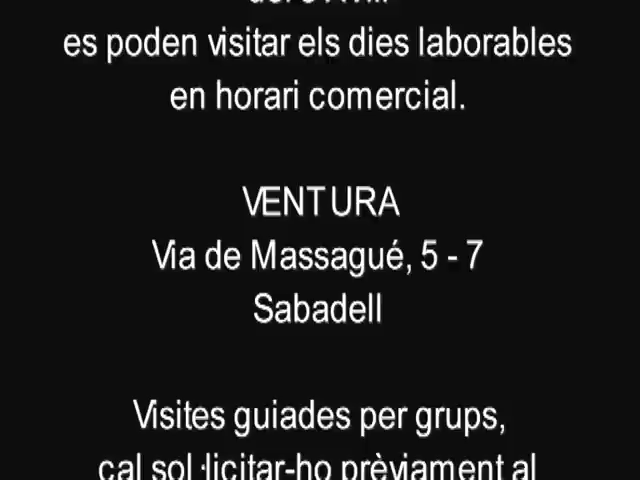 es poden visitar els dies laborables
en horari comercial.
VENTURA
Via de Massagué, 5 - 7
Sabadell
Visites guiades per grups,
cal sol·licitar-ho prèviament al